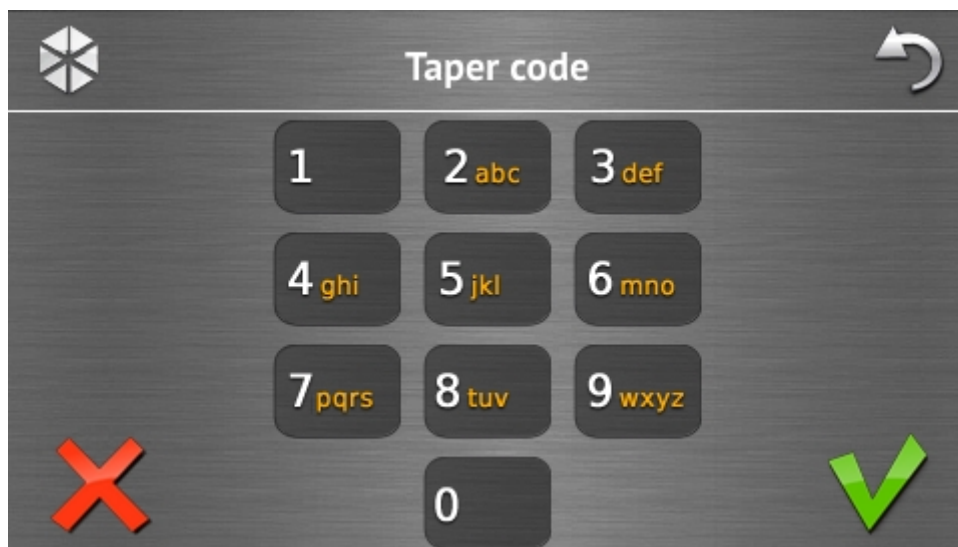 Taper code
1 2 abc 3 def
4 ghi 5 jkl 6 mno
7 pqrs 8 tuv 9 wxyz
0